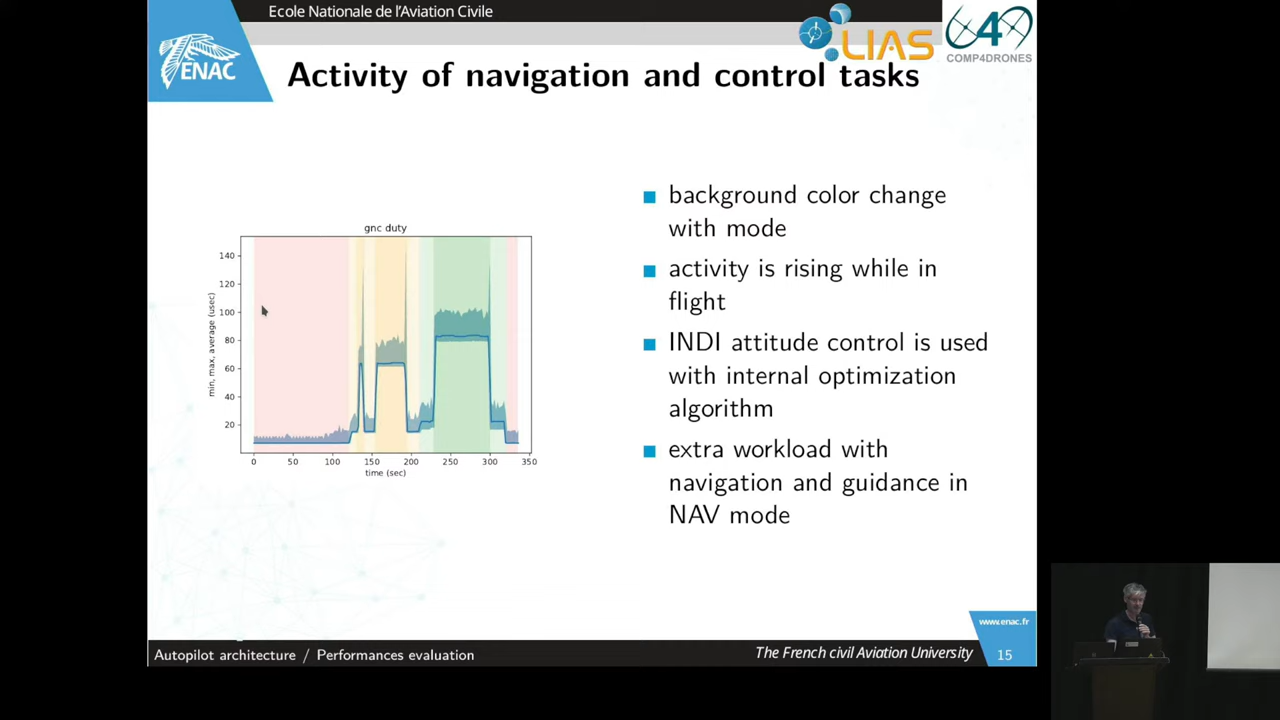 Ecole Nationale de l'Aviation Civile
ENAC
LIAS
4
COMP4DRONES
Activity of navigation and control tasks
background color change
with mode
activity is rising while in
flight
INDI attitude control is used
with internal optimization
algorithm
extra workload with
navigation and guidance in
NAV mode
gnc duty
min, max, average (usec)
140
120
100
80
60
40
20
0 50 100 150 200 250 300 350
time (sec)
www.enac.fr
Autopilot architecture / Performances evaluation
The French civil Aviation University
15